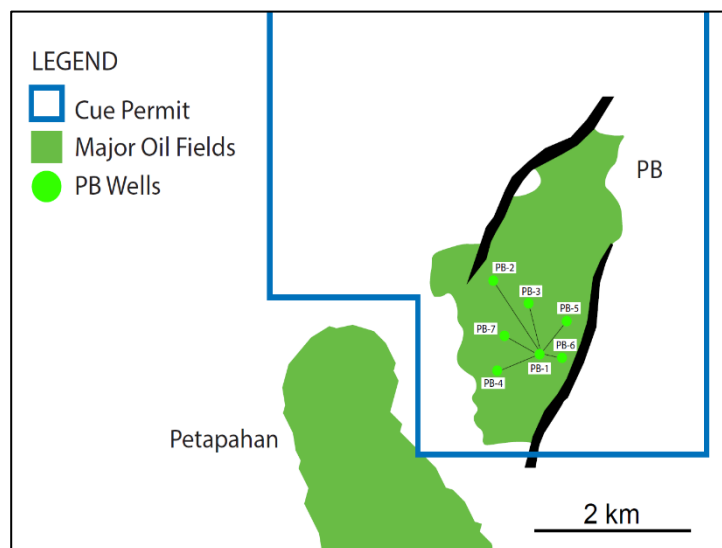 LEGEND
Cue Permit
Major Oil Fields
PB Wells
PB
PB-2
PB-3
PB-5
PB-7
PB-6
PB-1
PB-4
Petapahan
2 km